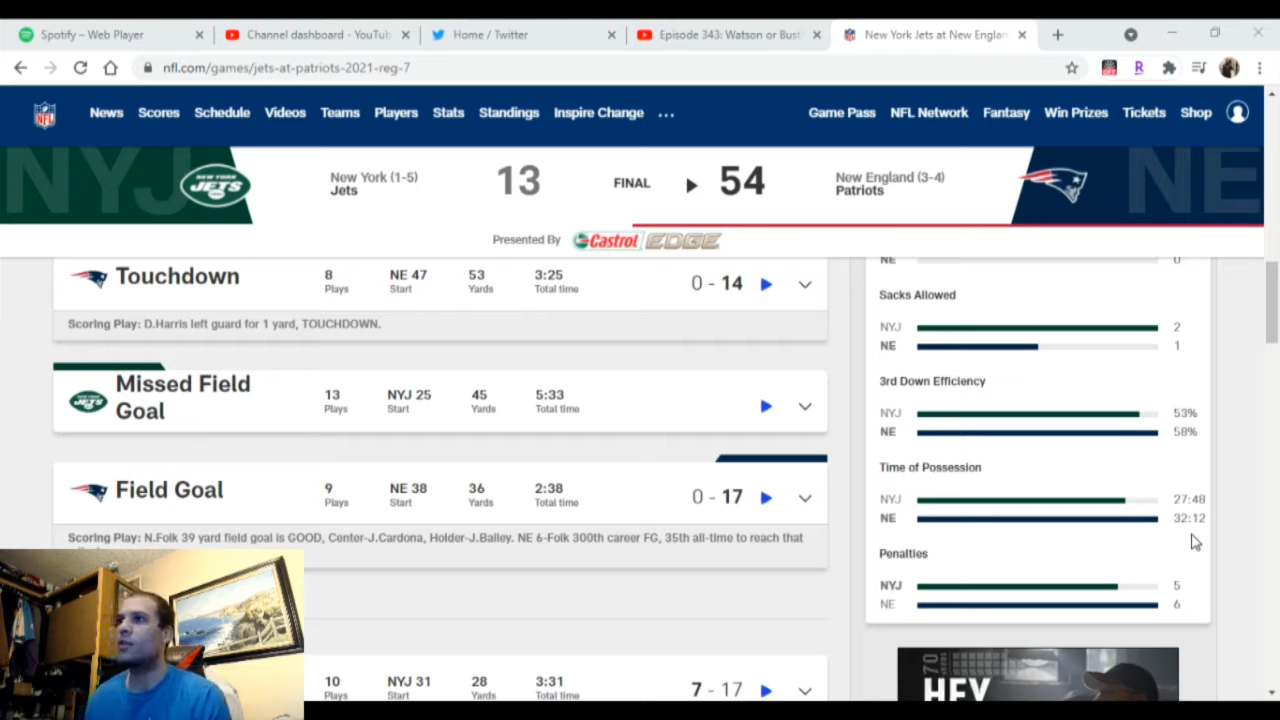 Spotify – Web Player
Channel dashboard - YouTub
Home / Twitter
Episode 343: Watson or Bust!
New York Jets at New Englan
nfl.com/games/jets-at-patriots-2021-reg-7
News Scores Schedule Videos Teams Players Stats Standings Inspire Change ...
Game Pass NFL Network Fantasy Win Prizes Tickets Shop
NYJ
JETS
New York (1-5)
Jets
13
FINAL
54
New England (3-4)
Patriots
NE
Presented By Castrol EDGE
Touchdown
8 NE 47 53 3:25
Plays Start Yards Total time
0 - 14
Scoring Play: D.Harris left guard for 1 yard, TOUCHDOWN.
Missed Field
Goal
13 NYJ 25 45 5:33
Plays Start Yards Total time
Field Goal
9 NE 38 36 2:38
Plays Start Yards Total time
0 - 17
Scoring Play: N.Folk 39 yard field goal is GOOD, Center-J.Cardona, Holder-J.Bailey. NE 6-Folk 300th career FG, 35th all-time to reach that
10 NYJ 31 28 3:31
Plays Start Yards Total time
7 - 17
NE 0
Sacks Allowed
NYJ 2
NE 1
3rd Down Efficiency
NYJ 53%
NE 58%
Time of Possession
NYJ 27:48
NE 32:12
Penalties
NYJ 5
NE 6
HEY